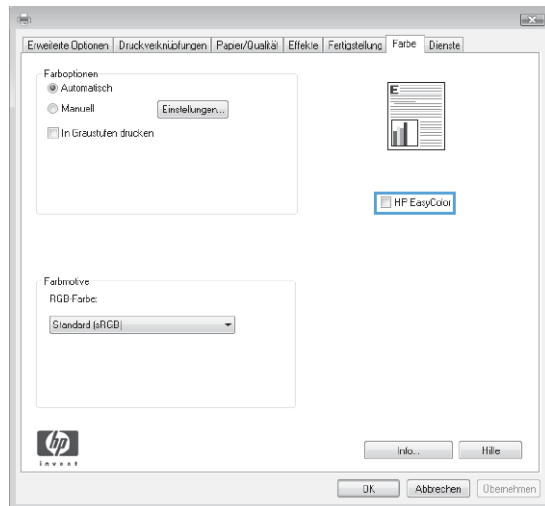 Erweiterte Optionen Druckverknüpfungen Papier/Qualität Effekte Fertigstellung Farbe Dienste
Farboptionen
Automatisch
Manuell Einstellungen...
In Graustufen drucken
E
HP EasyColor
Farbmotive
RGB-Farbe:
Standard (sRGB)
hp
invent
Info... Hilfe
OK Abbrechen Übernehmen